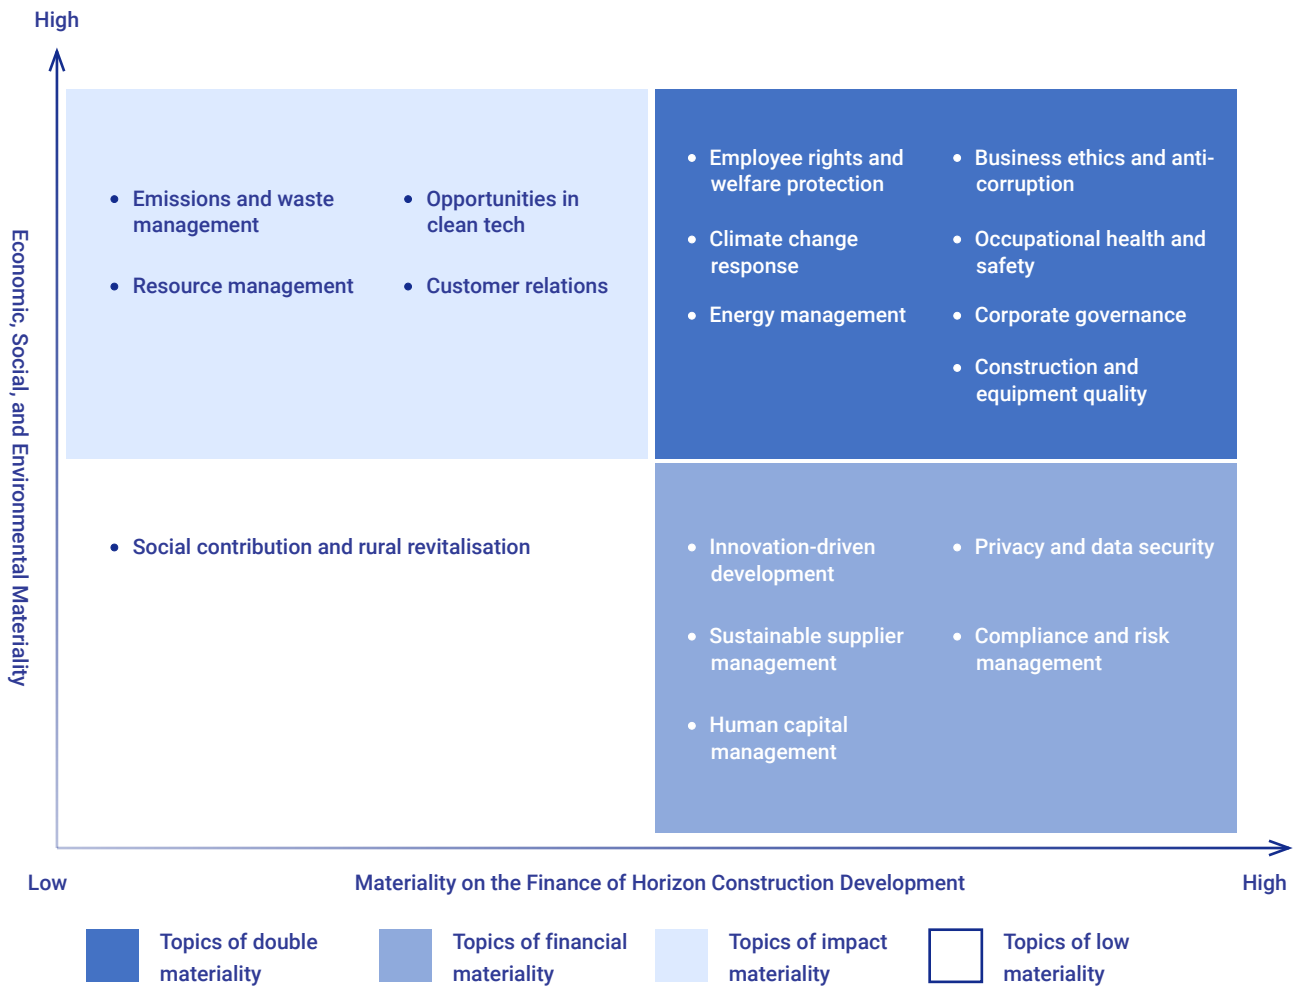 High
Economic, Social, and Environmental Materiality
Emissions and waste
management
Resource management
Opportunities in
clean tech
Customer relations
Employee rights and
welfare protection
Climate change
response
Energy management
Business ethics and anti-
corruption
Occupational health and
safety
Corporate governance
Construction and
equipment quality
Social contribution and rural revitalisation
Innovation-driven
development
Sustainable supplier
management
Human capital
management
Privacy and data security
Compliance and risk
management
Low
Materiality on the Finance of Horizon Construction Development
High
Topics of double
materiality
Topics of financial
materiality
Topics of impact
materiality
Topics of low
materiality